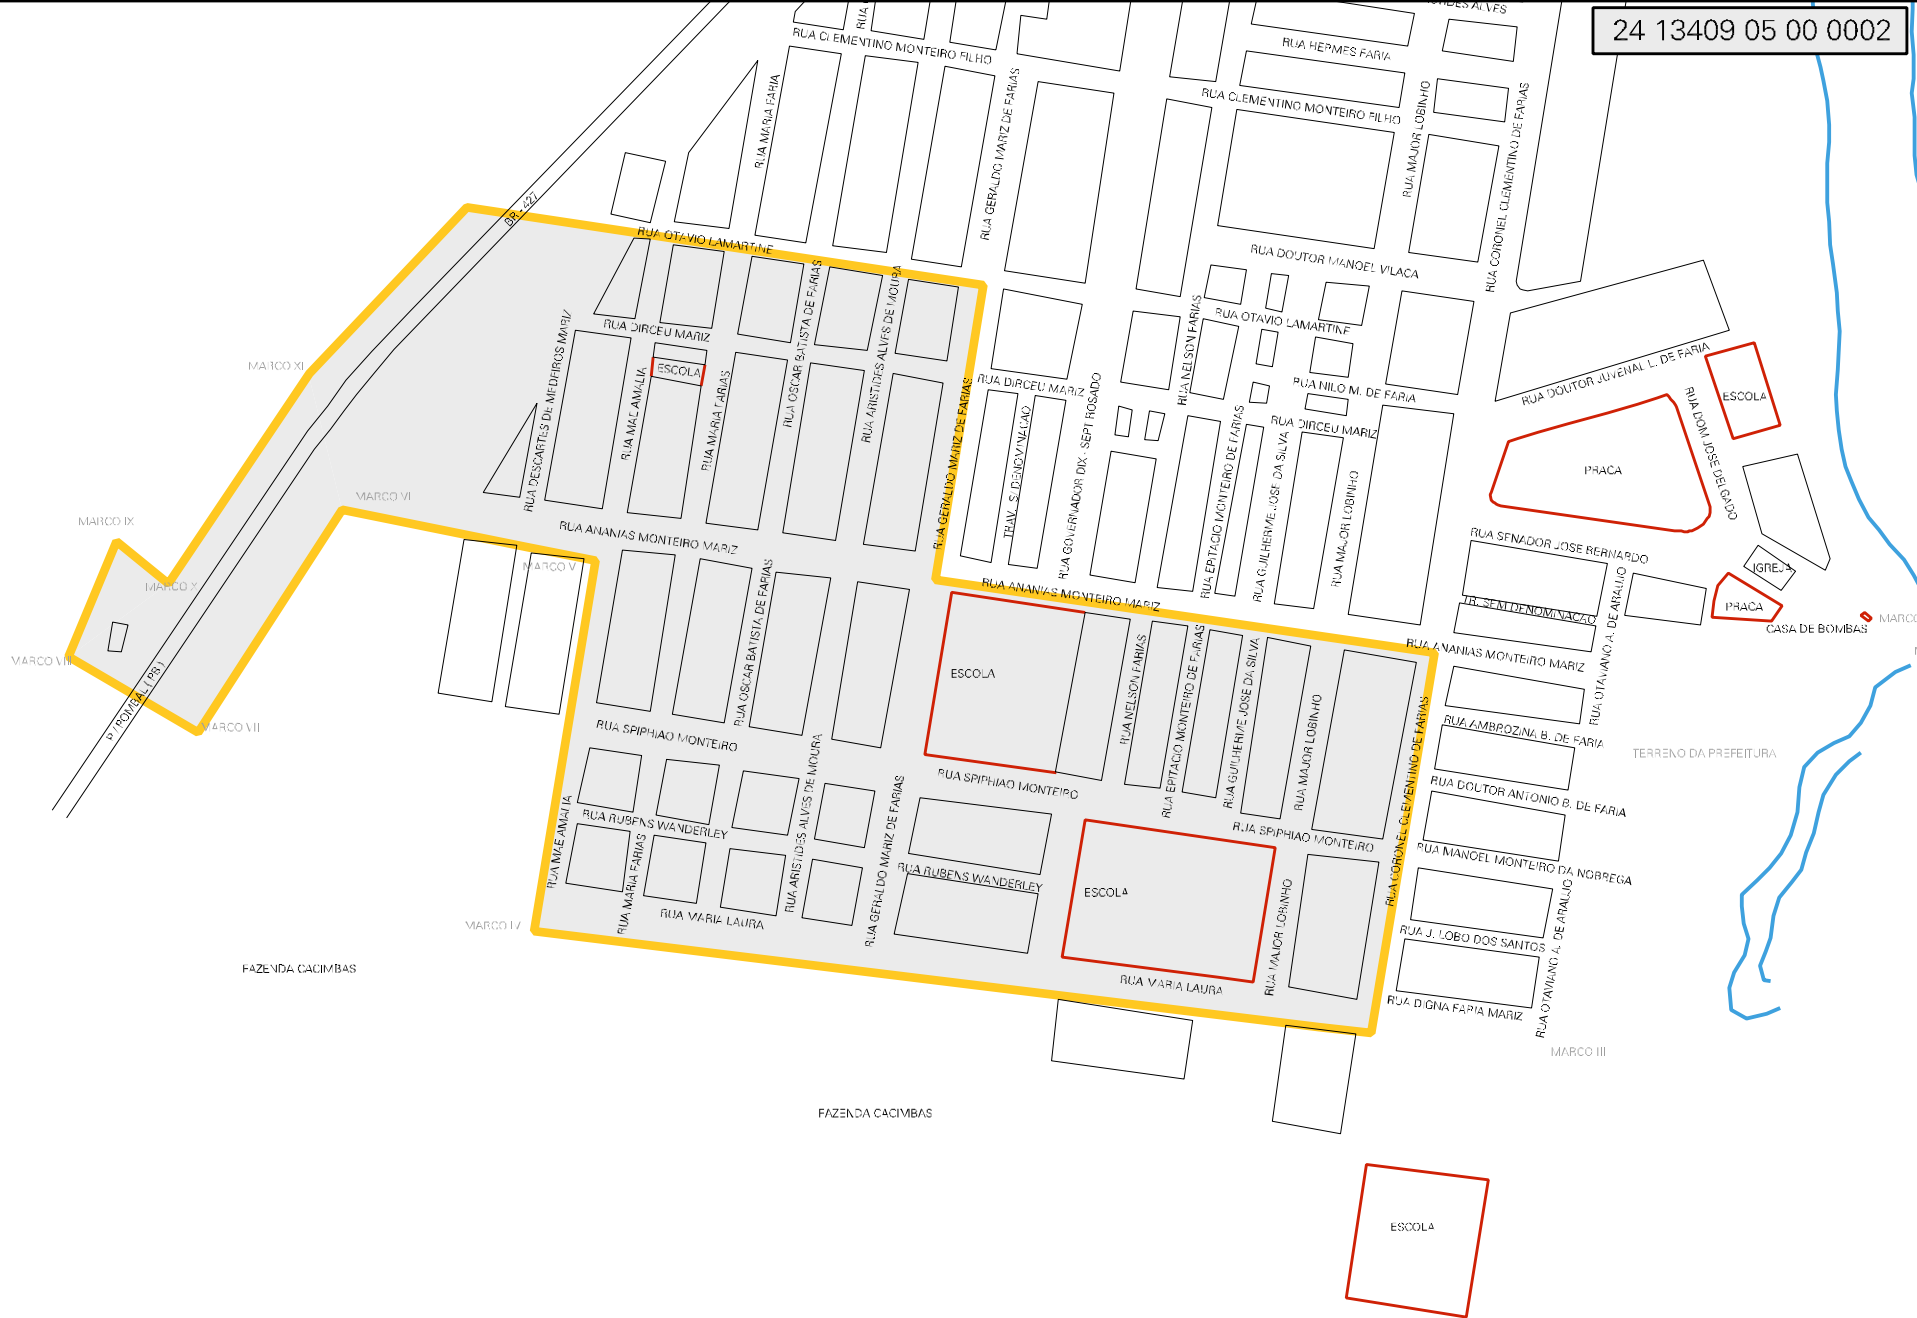 24 13409 05 00 0002
RUA CLEMENTINO MONTEIRO FILHO
RUA HERMES FARIA
RUA CLEMENTINO MONTEIRO FILHO
RUA MARIA FARIA
RUA GERALDO MARIZ DE FARIAS
RUA MAJOR LOBINHO
RUA CORONEL CLEMENTINO DE FARIAS
BR - 427
RUA OTAVIO LAMARTINE
RUA DOUTOR MANOEL VILACA
RUA OTAVIO LAMARTINE
RUA DIRCEU MARIZ
RUA NELSON FARIAS
RUA DESCARTES DE MEDEIROS MARIZ
RUA OSCAR BATISTA DE FARIAS
RUA ARISTIDES ALVES DE MOURA
MARCO XI
ESCOLA
RUA MAE AMALIA
RUA MARIA FARIAS
RUA GERALDO MARIZ DE FARIAS
RUA DIRCEU MARIZ
RUA NILO M. DE FARIA
RUA DIRCEU MARIZ
RUA DOUTOR JUVENAL L. DE FARIA
ESCOLA
RUA DOM JOSE DELGADO
PRACA
TRAV. S/ DENOMINACAO
RUA GOVERNADOR DIX - SEPT ROSADO
RUA EPITACIO MONTEIRO DE FARIAS
RUA GUILHERME JOSE DA SILVA
RUA MAJOR LOBINHO
MARCO VI
MARCO IX
RUA ANANIAS MONTEIRO MARIZ
MARCO V
MARCO X
RUA SENADOR JOSE BERNARDO
IGREJA
PRACA
CASA DE BOMBAS
MARCO
TR. SEM DENOMINACAO
RUA ANANIAS MONTEIRO MARIZ
RUA ANANIAS MONTEIRO MARIZ
RUA OTAVIANO A. DE ARAUJO
MARCO VIII
P / POMBAL ( PB )
MARCO VII
RUA OSCAR BATISTA DE FARIAS
ESCOLA
RUA NELSON FARIAS
RUA EPITACIO MONTEIRO DE FARIAS
RUA GUILHERME JOSE DA SILVA
RUA MAJOR LOBINHO
RUA CORONEL CLEMENTINO DE FARIAS
RUA AMBROZINA B. DE FARIA
TERRENO DA PREFEITURA
RUA SPIPHIAO MONTEIRO
RUA SPIPHIAO MONTEIRO
RUA SPIPHIAO MONTEIRO
RUA DOUTOR ANTONIO B. DE FARIA
RUA RUBENS WANDERLEY
RUA MAE AMALIA
RUA MARIA FARIAS
RUA ARISTIDES ALVES DE MOURA
RUA GERALDO MARIZ DE FARIAS
RUA RUBENS WANDERLEY
ESCOLA
RUA MANOEL MONTEIRO DA NOBREGA
RUA MARIA LAURA
MARCO IV
RUA MAJOR LOBINHO
RUA J. LOBO DOS SANTOS
RUA OTAVIANO A. DE ARAUJO
FAZENDA CACIMBAS
RUA MARIA LAURA
RUA DIGNA FARIA MARIZ
MARCO III
FAZENDA CACIMBAS
ESCOLA